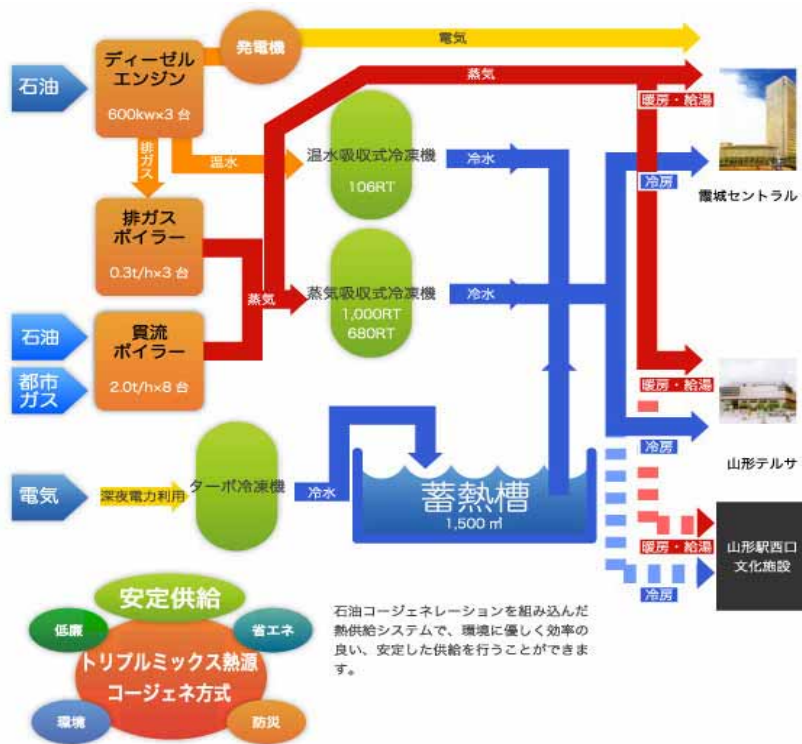 発電機
電気
石油
ディーゼル
エンジン
600kw×3 台
蒸気
暖房・給湯
排ガス
温水
温水吸収式冷凍機
106RT
冷水
冷房
霞城セントラル
排ガス
ボイラー
0.3t/h×3 台
蒸気
蒸気吸収式冷凍機
1,000RT
680RT
冷水
石油
都市
ガス
貫流
ボイラー
2.0t/h×8 台
暖房・給湯
冷房
山形テルサ
電気
深夜電力利用
ターボ冷凍機
冷水
蓄熱槽
1,500 ㎥
暖房・給湯
冷房
山形駅西口
文化施設
安定供給
低廉
省エネ
トリプルミックス熱源
コージェネ方式
環境
防災
石油コージェネレーションを組み込んだ
熱供給システムで、環境に優しく効率の
良い、安定した供給を行うことができま
す。